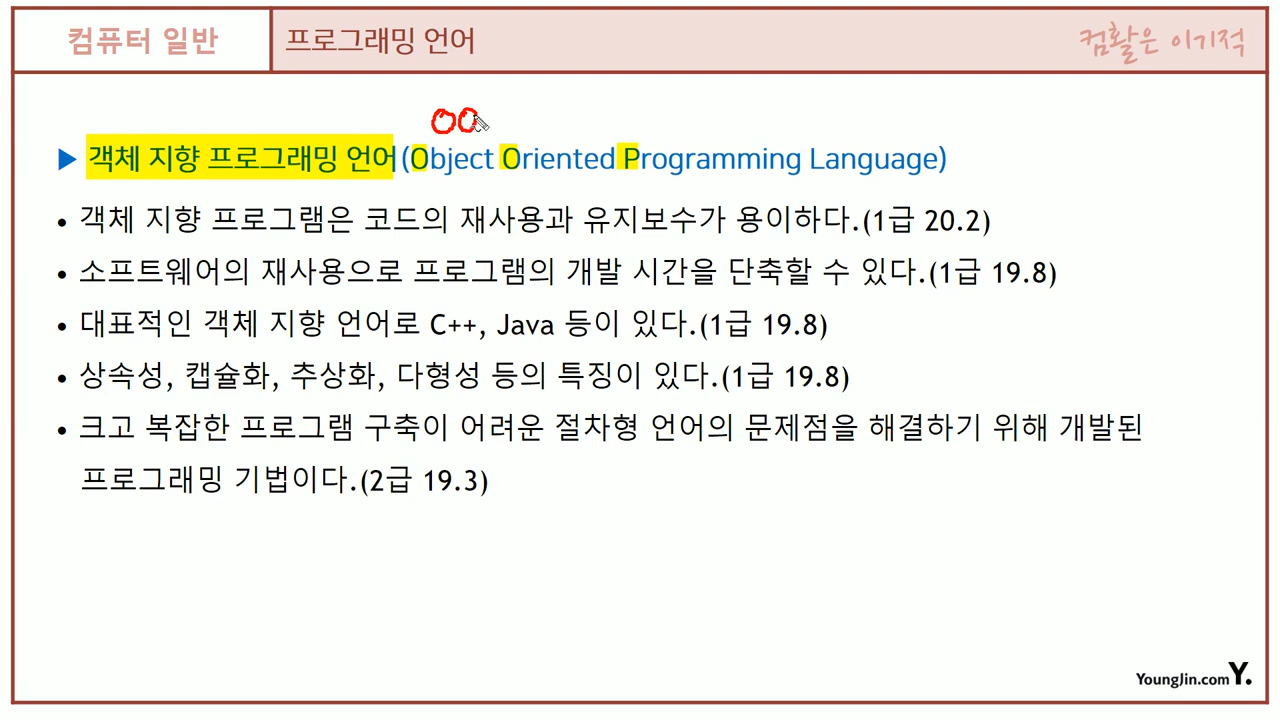 컴퓨터 일반
프로그래밍 언어
컴활은 이기적
OO
▶ 객체 지향 프로그래밍 언어(Object Oriented Programming Language)
• 객체 지향 프로그램은 코드의 재사용과 유지보수가 용이하다.(1급 20.2)
• 소프트웨어의 재사용으로 프로그램의 개발 시간을 단축할 수 있다.(1급 19.8)
• 대표적인 객체 지향 언어로 C++, Java 등이 있다.(1급 19.8)
• 상속성, 캡슐화, 추상화, 다형성 등의 특징이 있다.(1급 19.8)
• 크고 복잡한 프로그램 구축이 어려운 절차형 언어의 문제점을 해결하기 위해 개발된
프로그래밍 기법이다.(2급 19.3)
YoungJin.com Y.